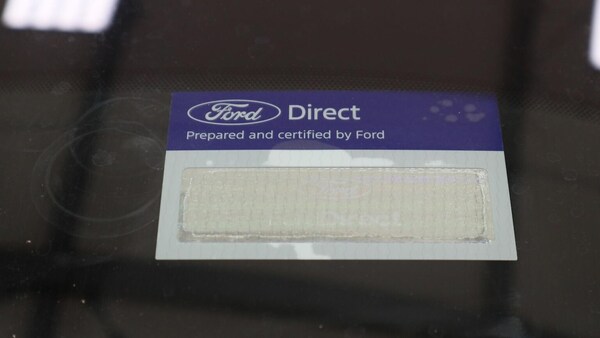 Ford Direct
Prepared and certified by Ford